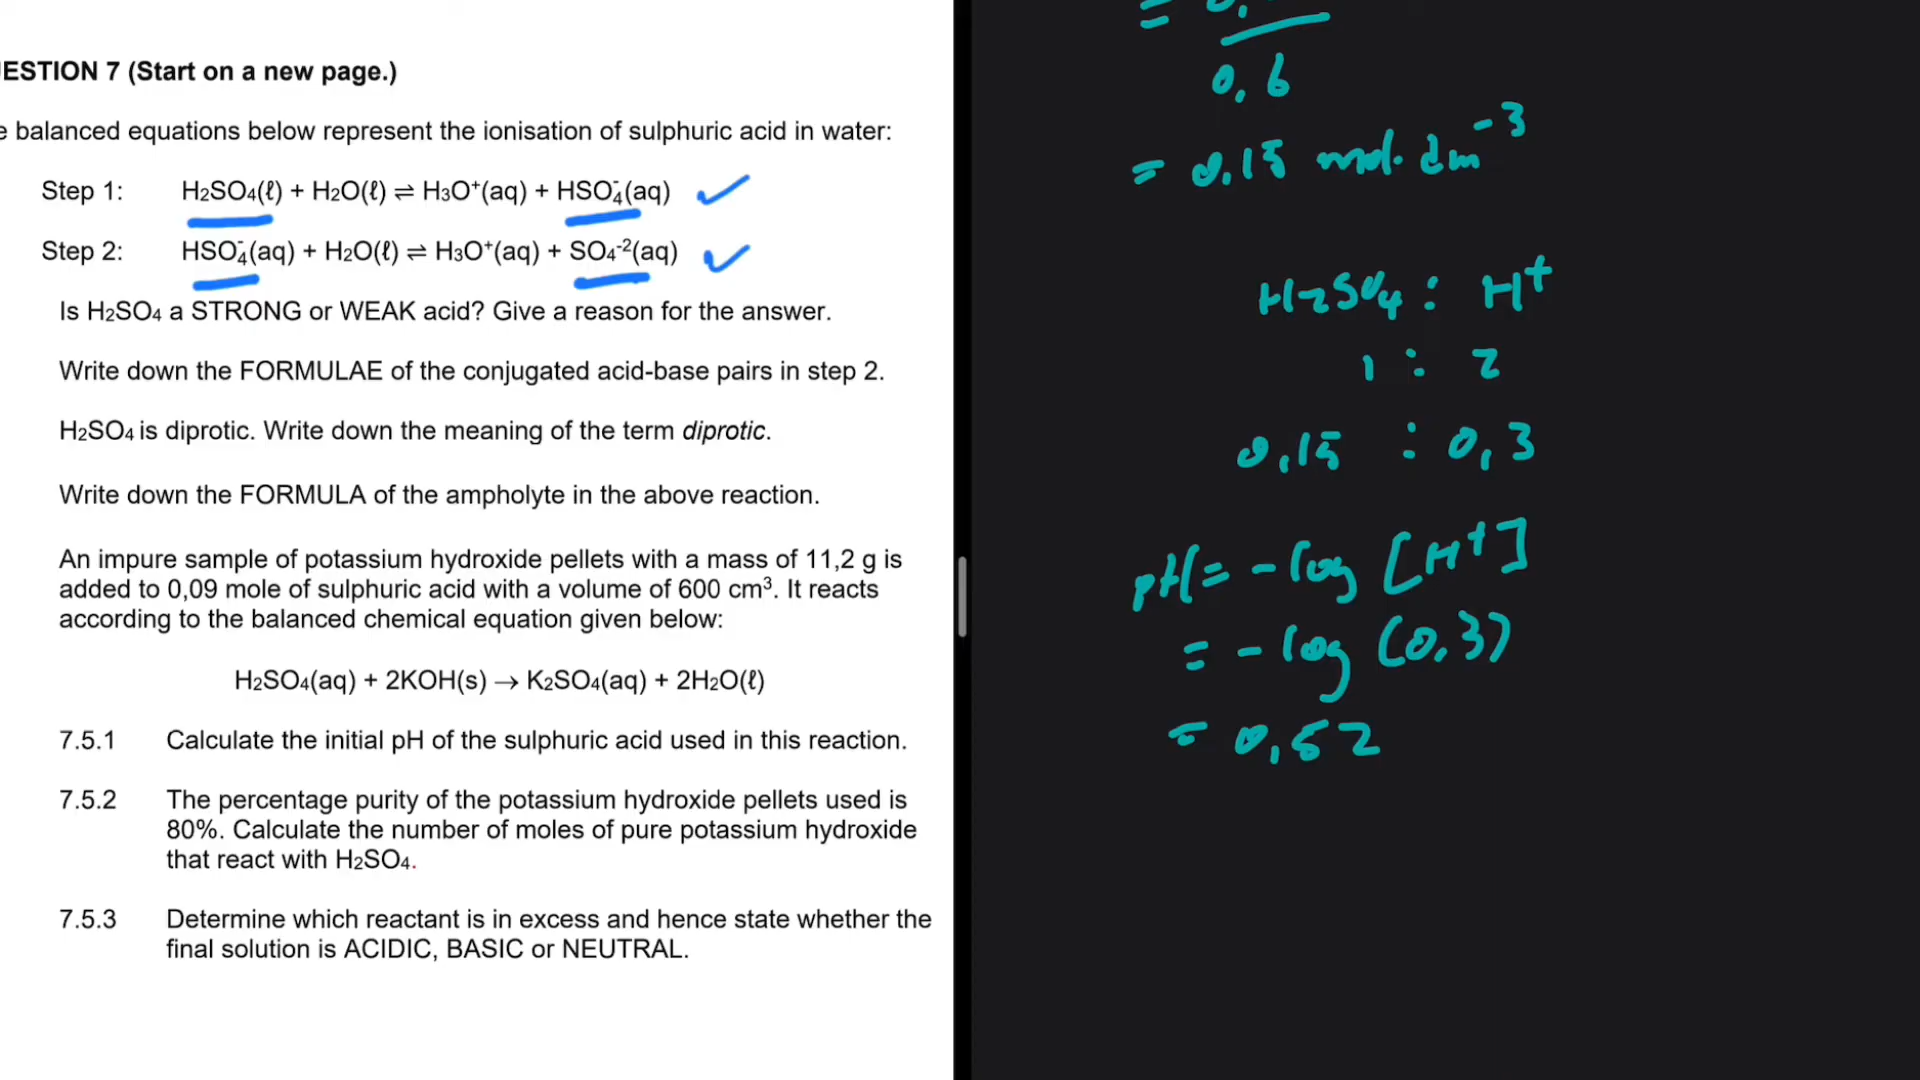 ESTION 7 (Start on a new page.)
e balanced equations below represent the ionisation of sulphuric acid in water:
Step 1: H₂SO₄(ℓ) + H₂O(ℓ) ⇌ H₃O⁺(aq) + HSO₄⁻(aq)
Step 2: HSO₄⁻(aq) + H₂O(ℓ) ⇌ H₃O⁺(aq) + SO₄⁻²(aq)
Is H₂SO₄ a STRONG or WEAK acid? Give a reason for the answer.
Write down the FORMULAE of the conjugated acid-base pairs in step 2.
H₂SO₄ is diprotic. Write down the meaning of the term diprotic.
Write down the FORMULA of the ampholyte in the above reaction.
An impure sample of potassium hydroxide pellets with a mass of 11,2 g is
added to 0,09 mole of sulphuric acid with a volume of 600 cm³. It reacts
according to the balanced chemical equation given below:
H₂SO₄(aq) + 2KOH(s) → K₂SO₄(aq) + 2H₂O(ℓ)
7.5.1 Calculate the initial pH of the sulphuric acid used in this reaction.
7.5.2 The percentage purity of the potassium hydroxide pellets used is
80%. Calculate the number of moles of pure potassium hydroxide
that react with H₂SO₄.
7.5.3 Determine which reactant is in excess and hence state whether the
final solution is ACIDIC, BASIC or NEUTRAL.
0,6
= 0,15 mol. dm⁻³
H₂SO₄ : H⁺
1 : 2
0,15 : 0,3
pH = -log [H⁺]
= -log (0,3)
= 0,52